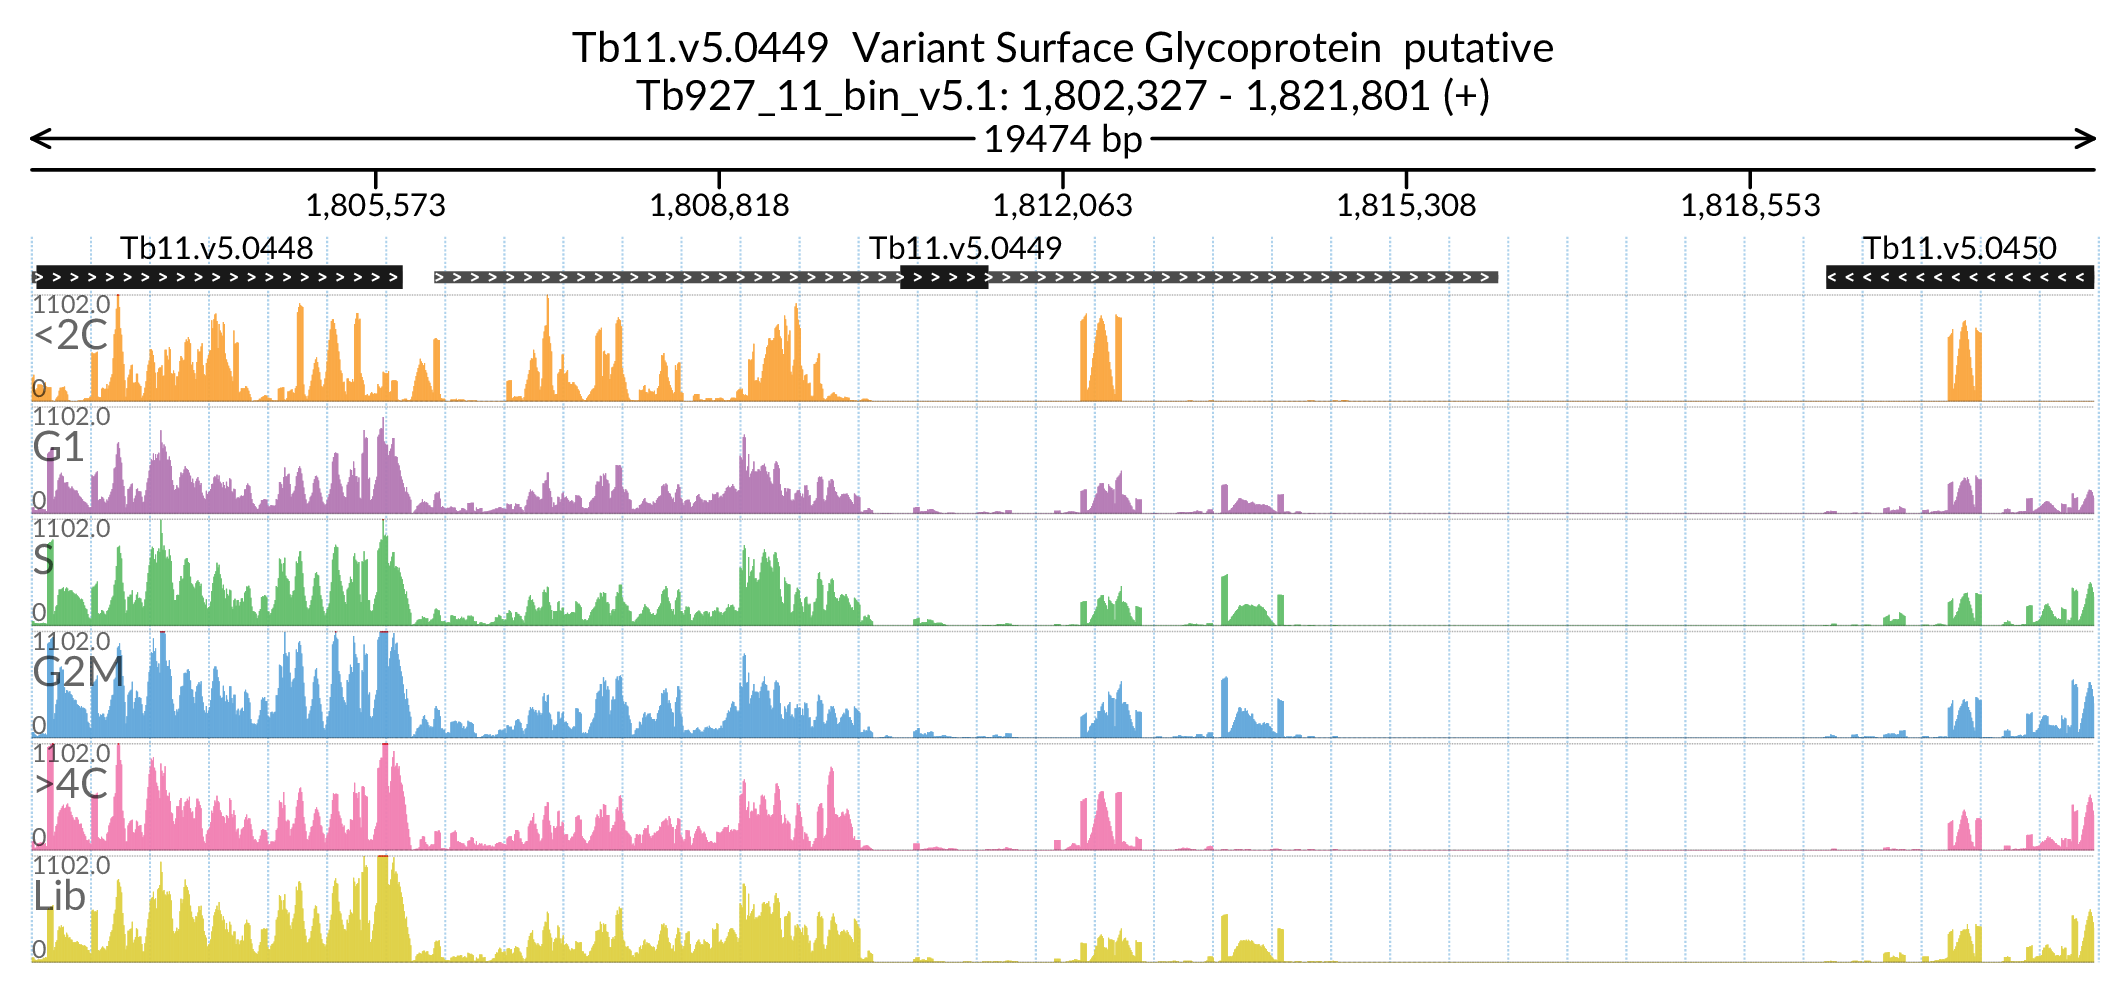 Tb11.v5.0449 Variant Surface Glycoprotein putative
Tb927_11_bin_v5.1: 1,802,327 - 1,821,801 (+)
19474 bp
1,805,573 1,808,818 1,812,063 1,815,308 1,818,553
Tb11.v5.0448 Tb11.v5.0449 Tb11.v5.0450
1102.0
<2C
0
1102.0
G1
0
1102.0
S
0
1102.0
G2M
0
1102.0
>4C
0
1102.0
Lib
0